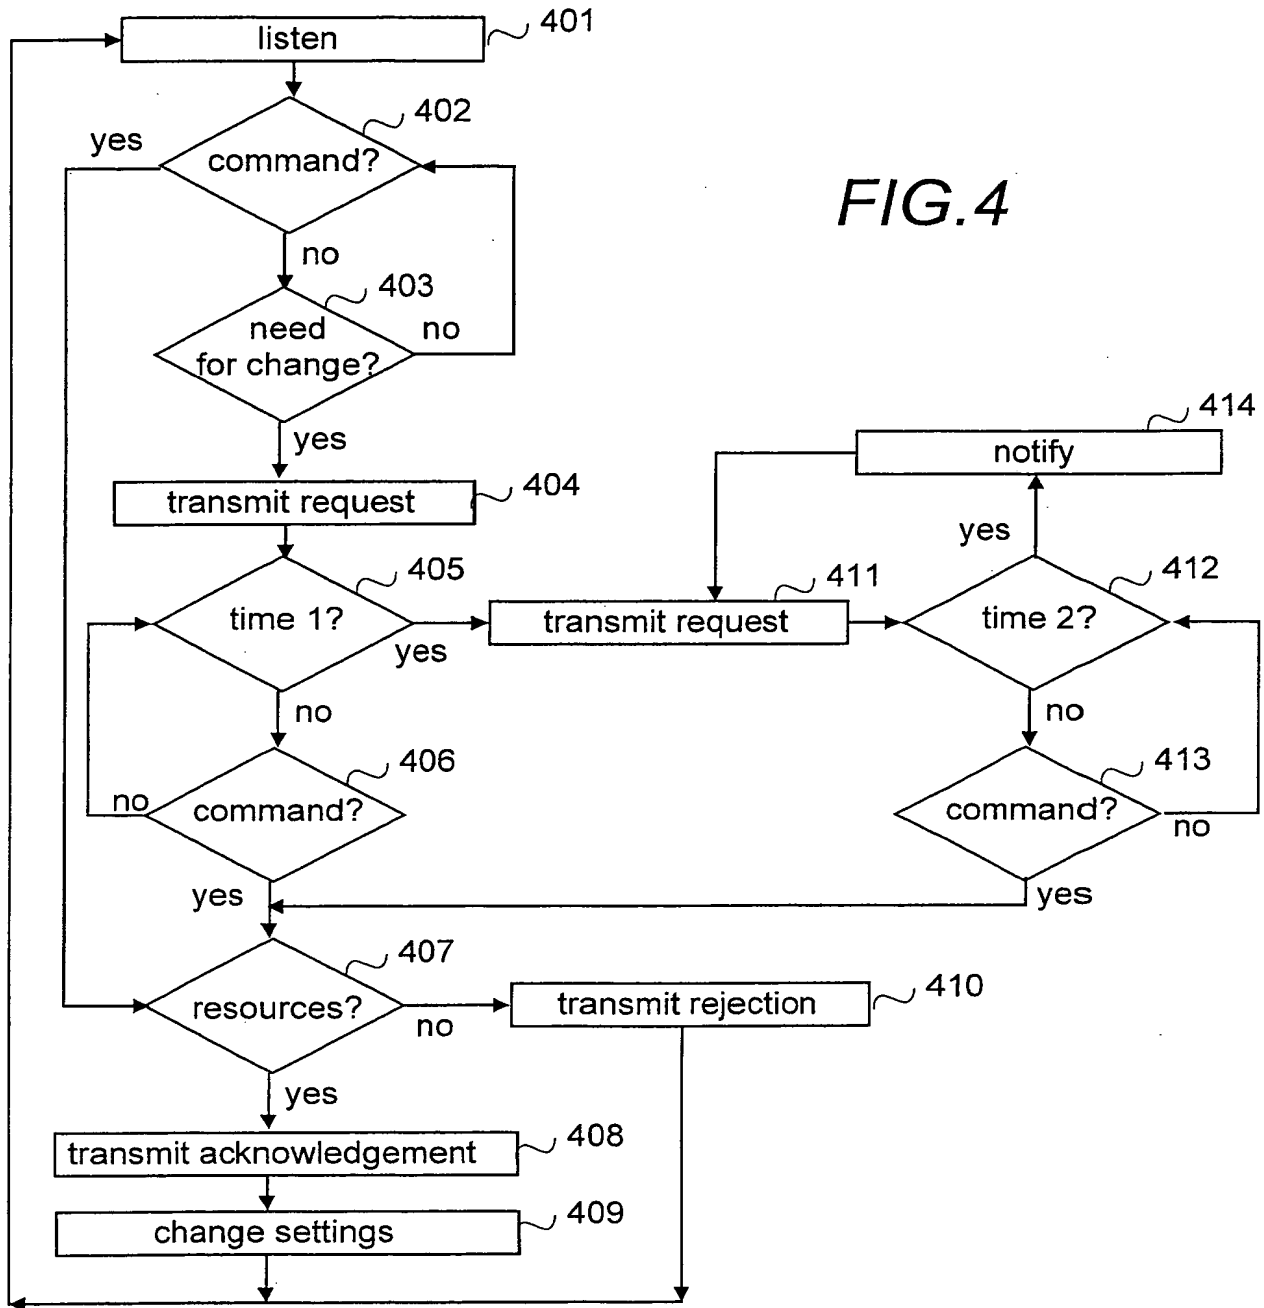 401
listen
402
yes
command?
FIG.4
no
403
need
for change?
no
yes
414
notify
404
transmit request
yes
405
411
412
time 1?
transmit request
time 2?
yes
no
no
406
413
command?
command?
no
no
yes
yes
407
resources?
410
transmit rejection
no
yes
408
transmit acknowledgement
409
change settings